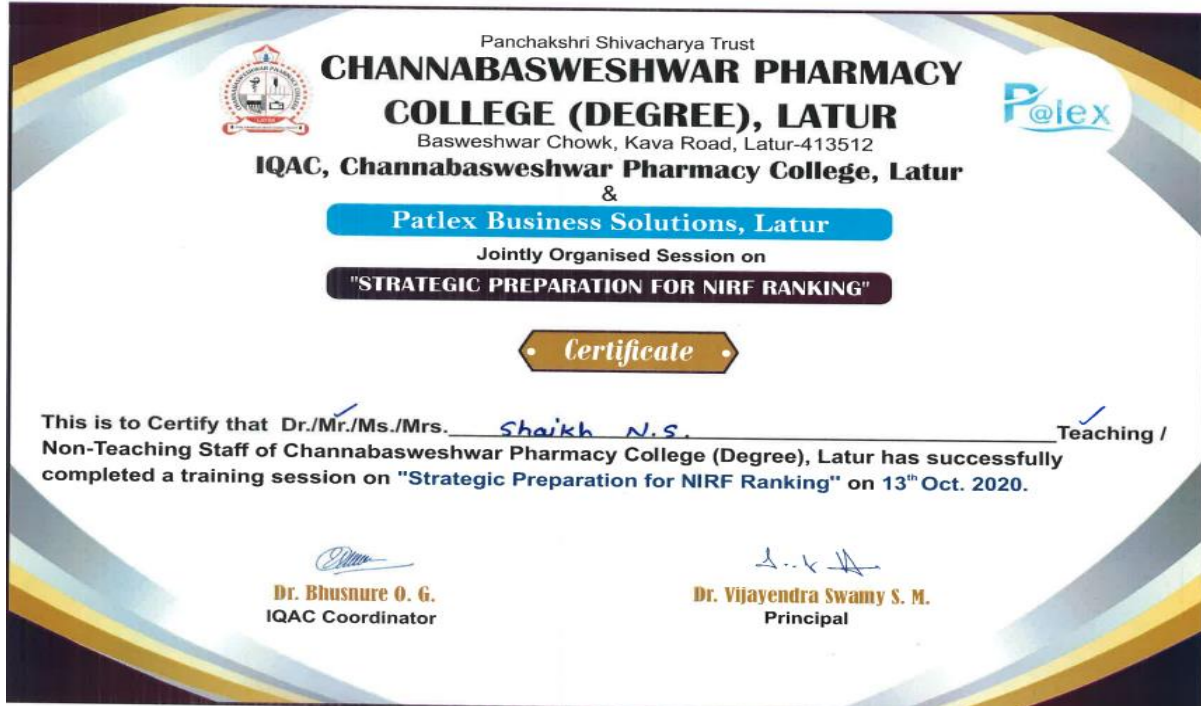 Panchakshri Shivacharya Trust
CHANNABASWESHWAR PHARMACY
COLLEGE (DEGREE), LATUR
Basweshwar Chowk, Kava Road, Latur-413512
IQAC, Channabasweshwar Pharmacy College, Latur
&
Patlex Business Solutions, Latur
Jointly Organised Session on
"STRATEGIC PREPARATION FOR NIRF RANKING"
P@lex
Certificate
This is to Certify that Dr./Mr./Ms./Mrs. Shaikh N.S. Teaching /
Non-Teaching Staff of Channabasweshwar Pharmacy College (Degree), Latur has successfully
completed a training session on "Strategic Preparation for NIRF Ranking" on 13th Oct. 2020.
Dr. Bhusnure O. G.
IQAC Coordinator
Dr. Vijayendra Swamy S. M.
Principal